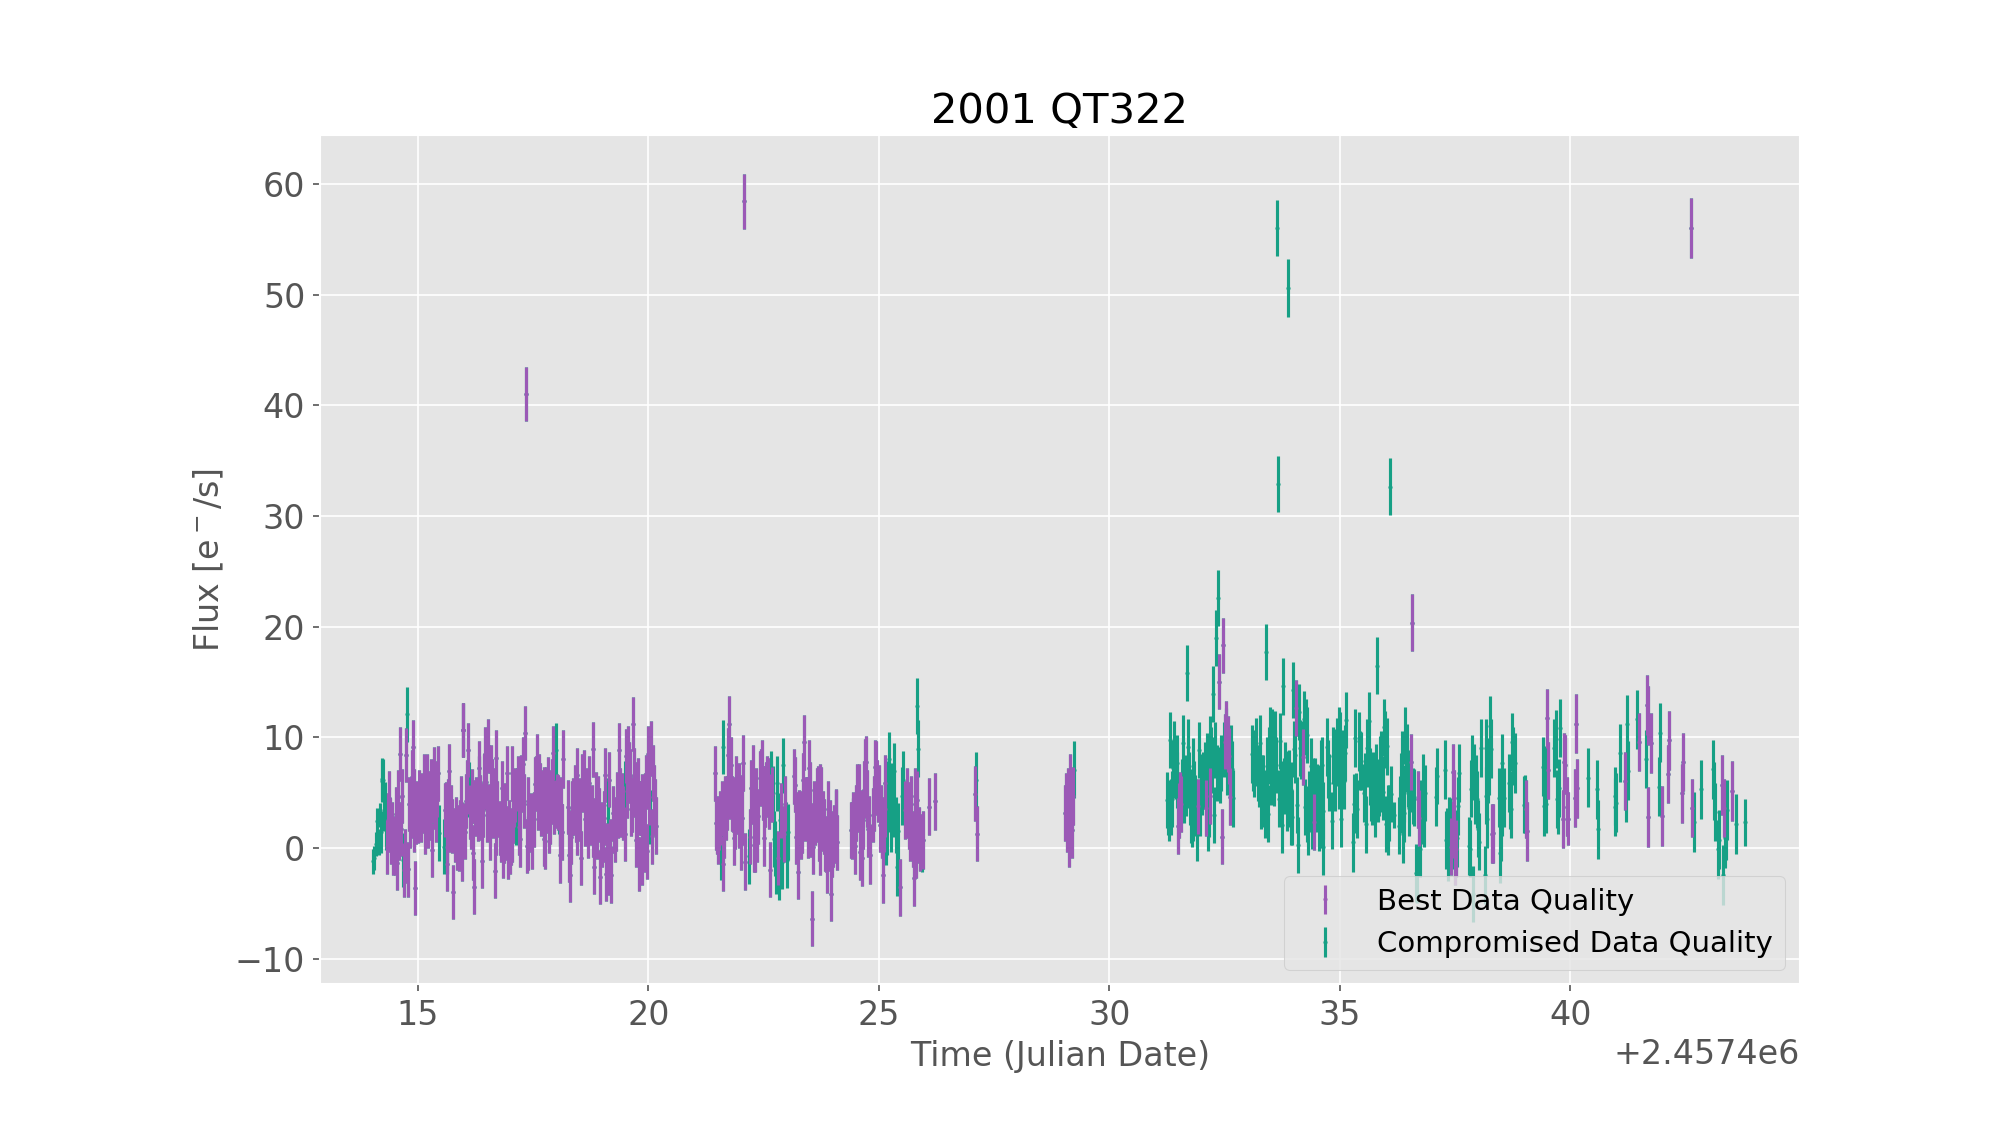 2001 QT322
60
50
40
30
20
10
0
−10
Flux [e⁻/s]
Best Data Quality
Compromised Data Quality
15 20 25 30 35 40
Time (Julian Date)
+2.4574e6